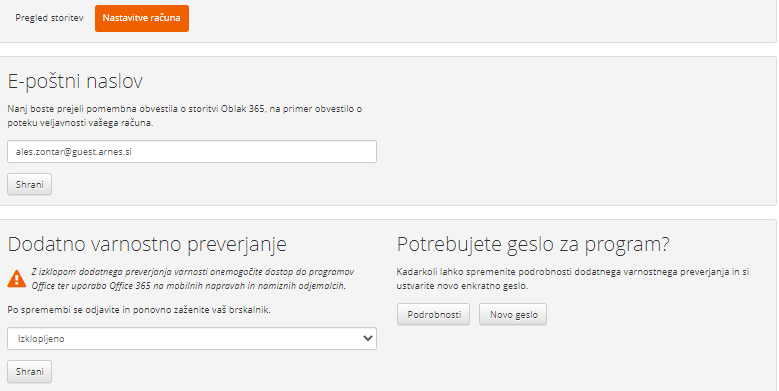 Pregled storitev
Nastavitve računa
E-poštni naslov
Nanj boste prejeli pomembna obvestila o storitvi Oblak 365, na primer obvestilo o
poteku veljavnosti vašega računa.
ales.zontar@guest.arnes.si
Shrani
Dodatno varnostno preverjanje
Z izklopom dodatnega preverjanja varnosti onemogočite dostop do programov
Office ter uporabo Office 365 na mobilnih napravah in namiznih odjemalcih.
Po spremembi se odjavite in ponovno zaženite vaš brskalnik.
Izklopljeno
Shrani
Potrebujete geslo za program?
Kadarkoli lahko spremenite podrobnosti dodatnega varnostnega preverjanja in si
ustvarite novo enkratno geslo.
Podrobnosti
Novo geslo